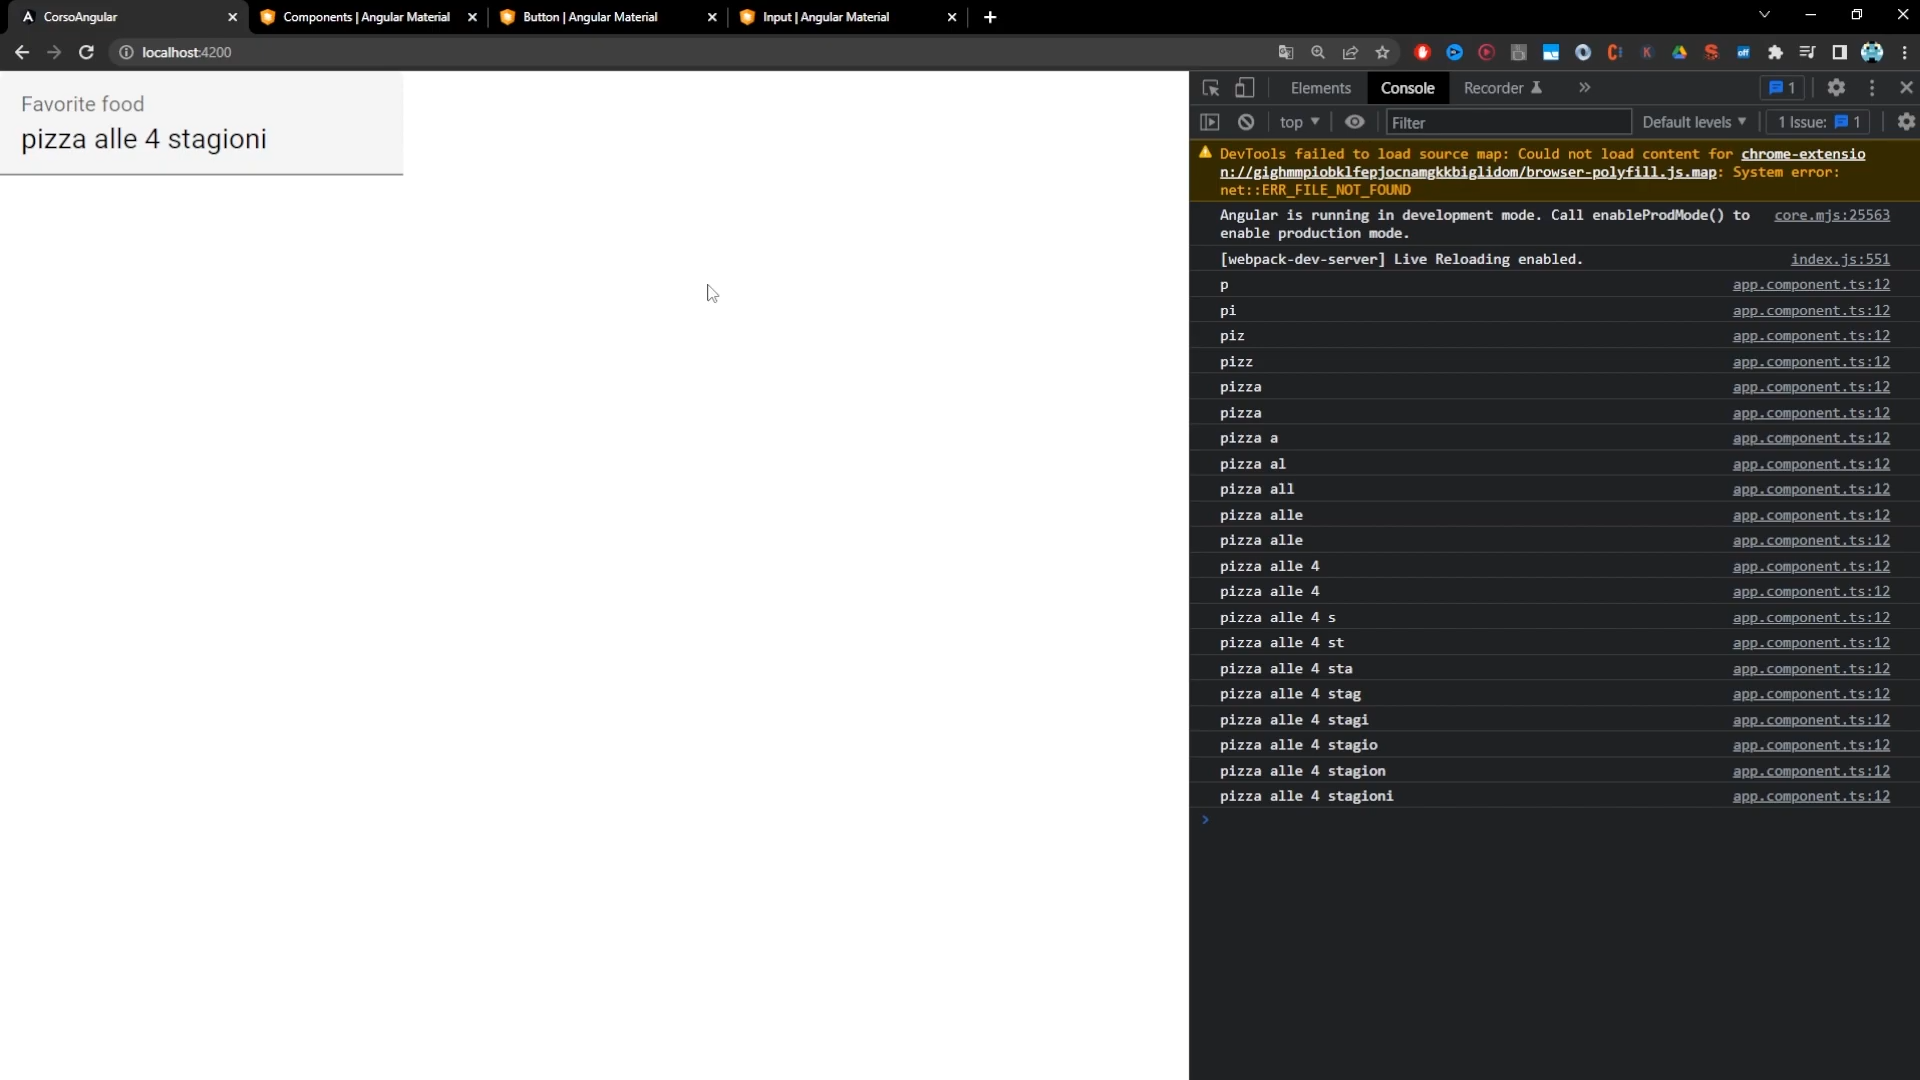 CorsoAngular
Components | Angular Material
Button | Angular Material
Input | Angular Material
localhost:4200
Favorite food
pizza alle 4 stagioni
Elements
Console
Recorder
1
top
Filter
Default levels
1 Issue: 1
DevTools failed to load source map: Could not load content for chrome-extensio
n://gighmmpiobklfepjocnamgkkbiglidom/browser-polyfill.js.map: System error:
net::ERR_FILE_NOT_FOUND
Angular is running in development mode. Call enableProdMode() to core.mjs:25563
enable production mode.
[webpack-dev-server] Live Reloading enabled. index.js:551
p app.component.ts:12
pi app.component.ts:12
piz app.component.ts:12
pizz app.component.ts:12
pizza app.component.ts:12
pizza app.component.ts:12
pizza a app.component.ts:12
pizza al app.component.ts:12
pizza all app.component.ts:12
pizza alle app.component.ts:12
pizza alle app.component.ts:12
pizza alle 4 app.component.ts:12
pizza alle 4 app.component.ts:12
pizza alle 4 s app.component.ts:12
pizza alle 4 st app.component.ts:12
pizza alle 4 sta app.component.ts:12
pizza alle 4 stag app.component.ts:12
pizza alle 4 stagi app.component.ts:12
pizza alle 4 stagio app.component.ts:12
pizza alle 4 stagion app.component.ts:12
pizza alle 4 stagioni app.component.ts:12